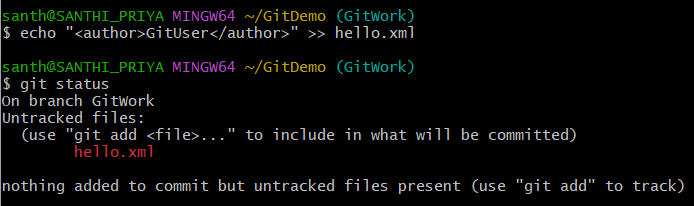 santh@SANTHI_PRIYA MINGW64 ~/GitDemo (GitWork)
$ echo "<author>GitUser</author>" >> hello.xml
santh@SANTHI_PRIYA MINGW64 ~/GitDemo (GitWork)
$ git status
On branch GitWork
Untracked files:
  (use "git add <file>..." to include in what will be committed)
        hello.xml
nothing added to commit but untracked files present (use "git add" to track)